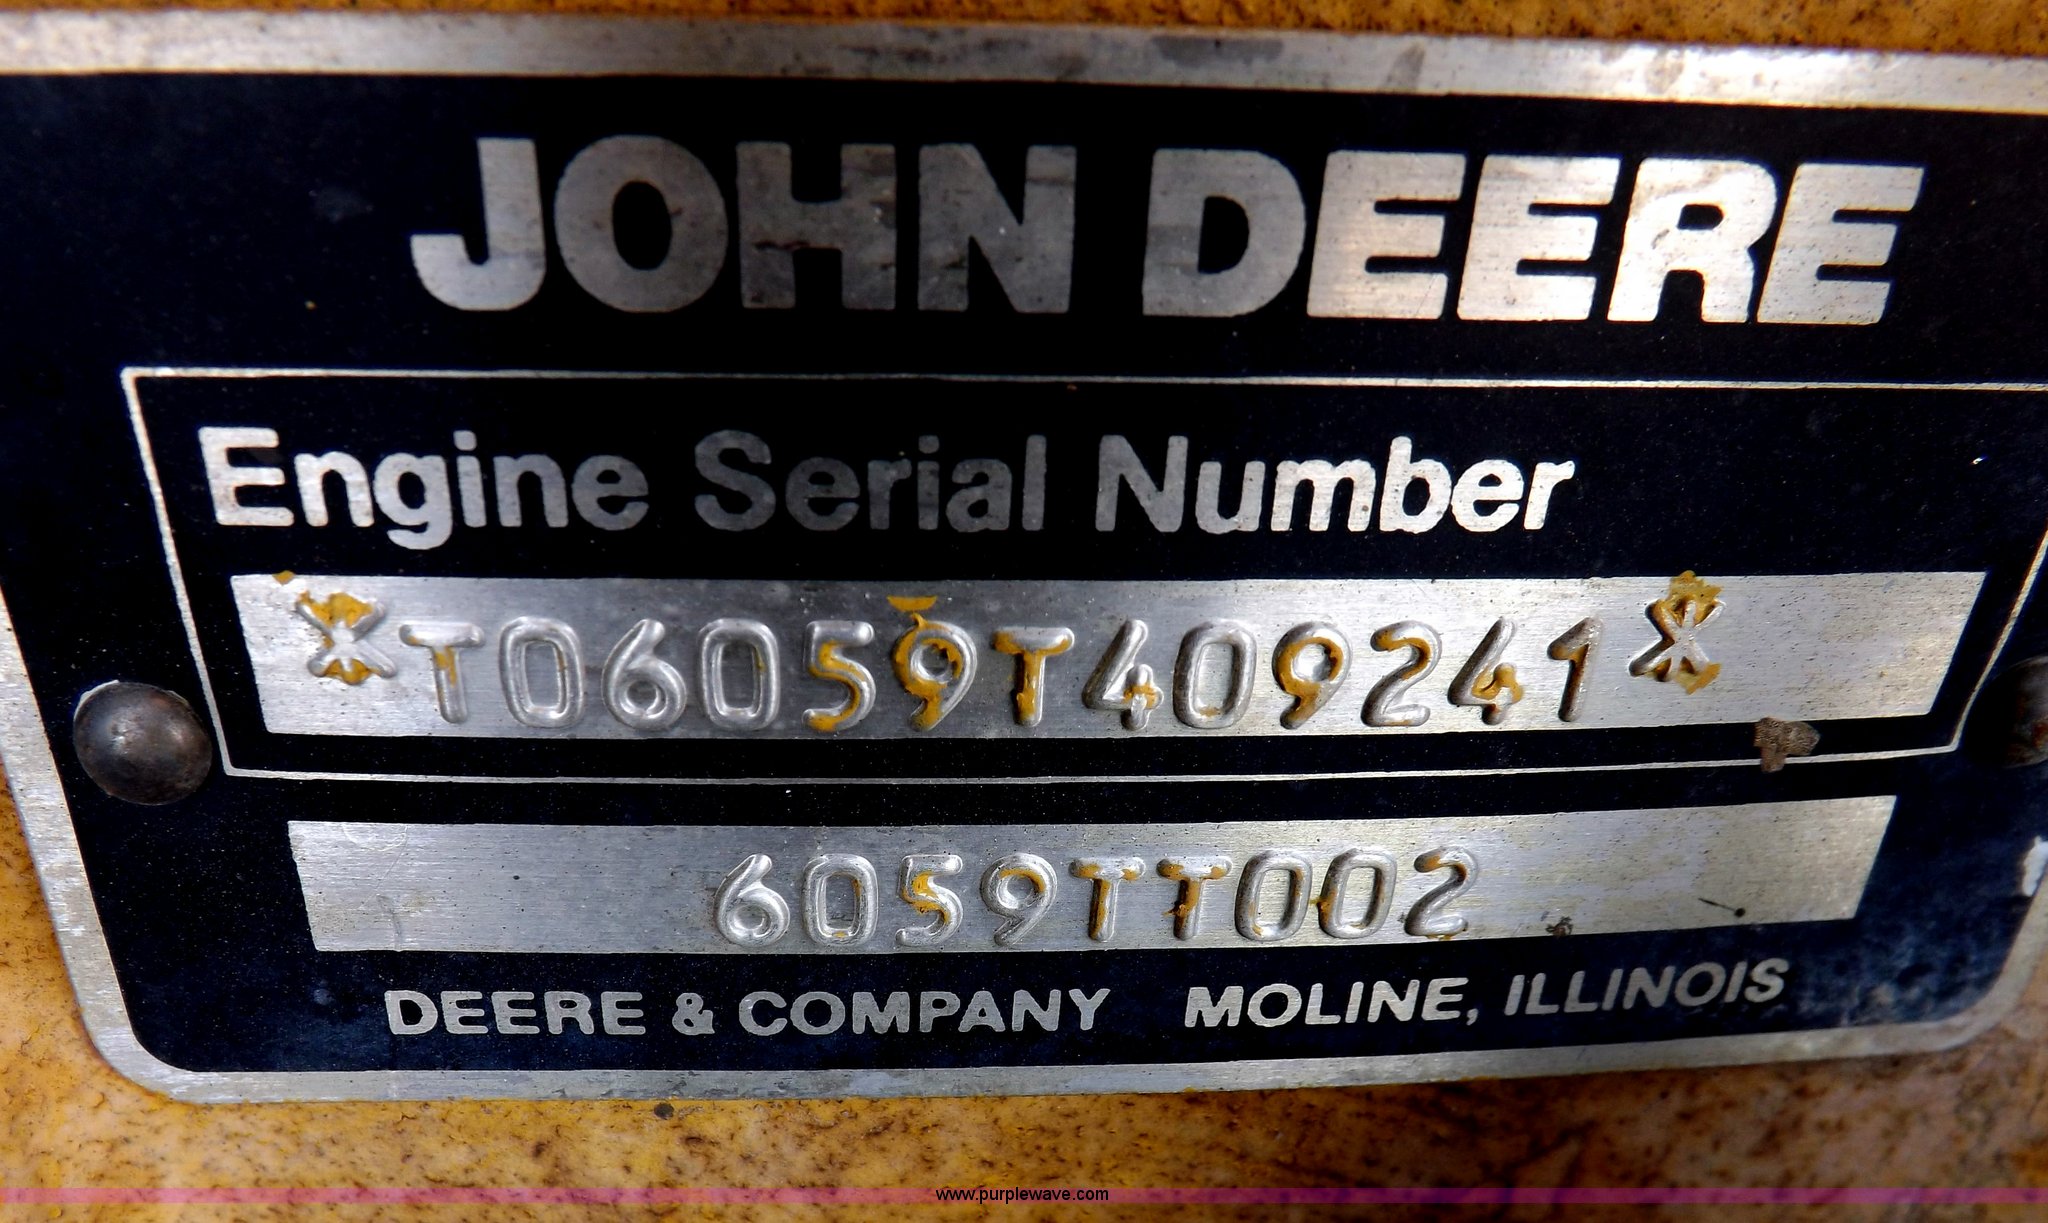 JOHN DEERE
Engine Serial Number
*T06059T409241*
6059TT002
DEERE & COMPANY MOLINE, ILLINOIS
www.purplewave.com